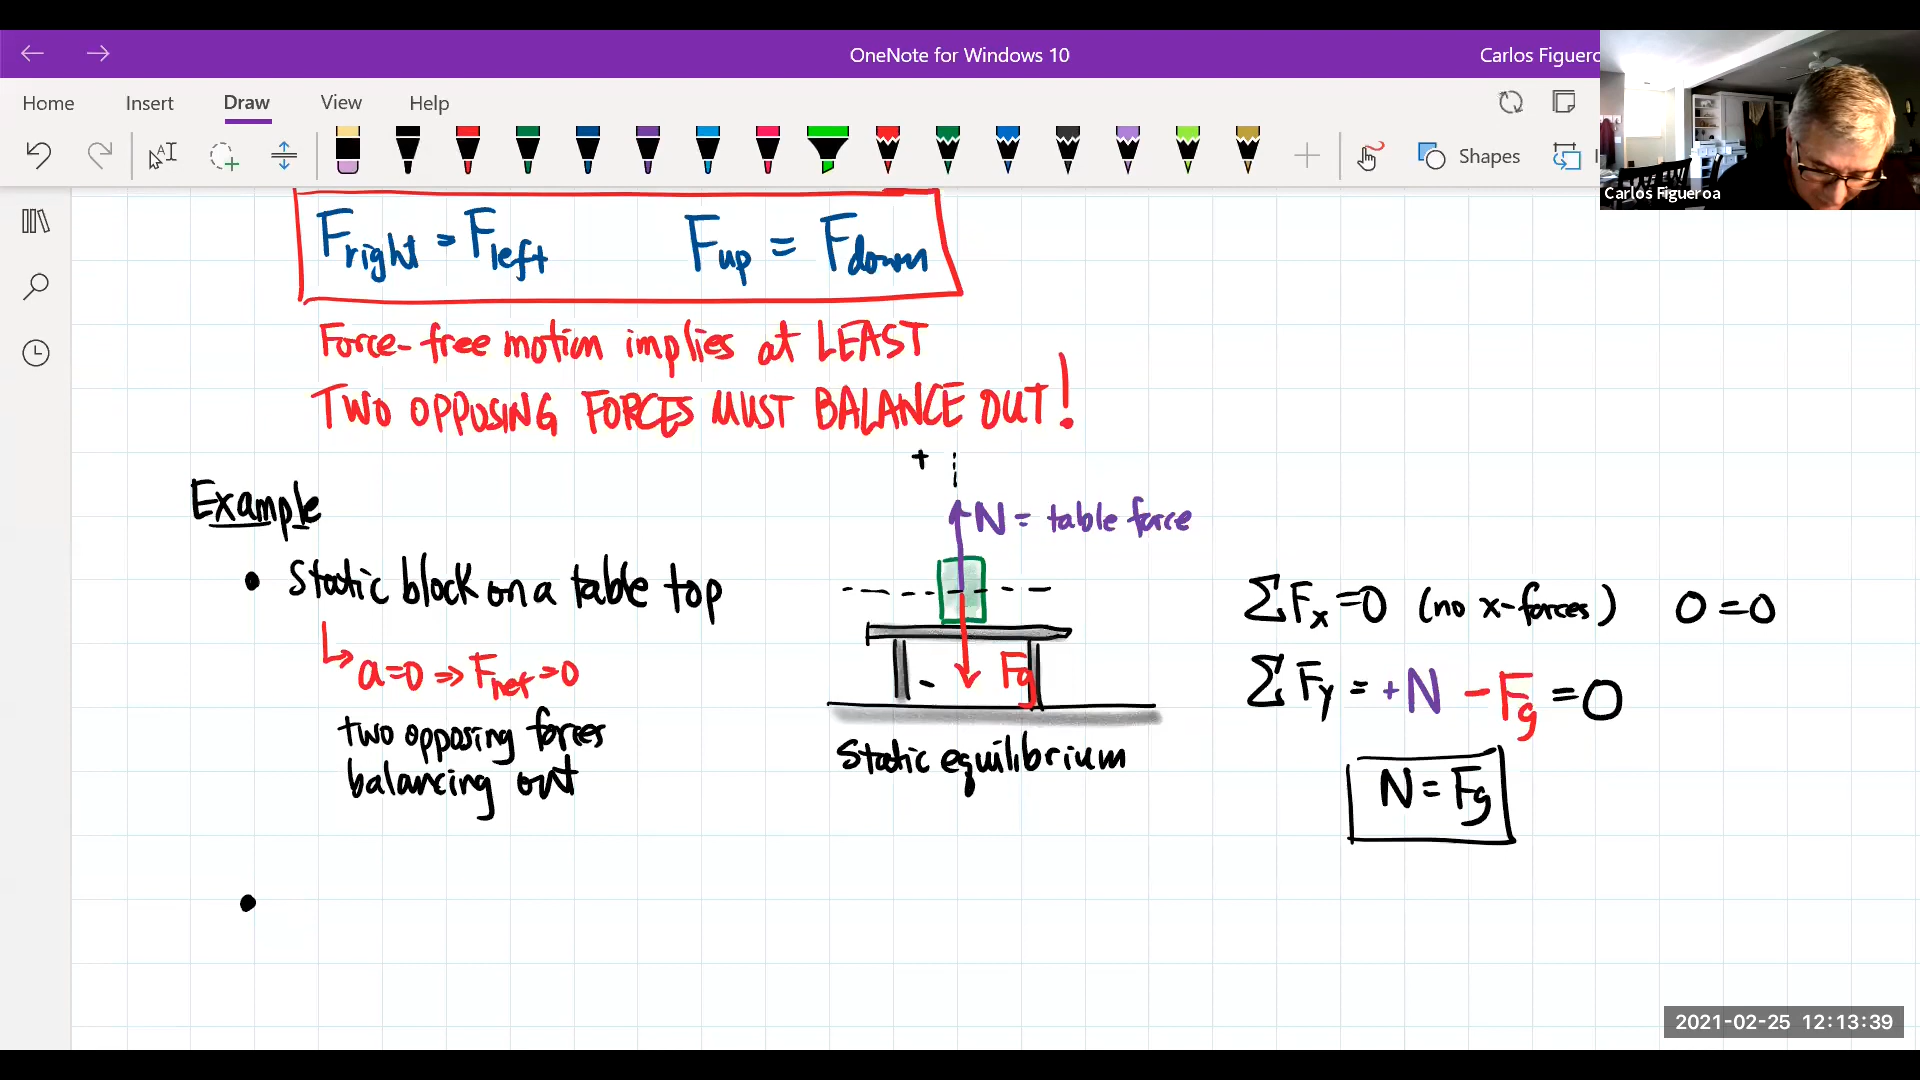 OneNote for Windows 10
Carlos Figuero
Home Insert Draw View Help
Shapes
Carlos Figueroa
Fright = Fleft Fup = Fdown
Force-free motion implies at LEAST
TWO OPPOSING FORCES MUST BALANCE OUT!
+
Example
N = table force
• Static block on a table top
ΣFx=0 (no x-forces) 0=0
a=0 => Fnet=0
- Fg
ΣFy = +N - Fg = 0
two opposing forces
balancing out
Static equilibrium
N = Fg
•
2021-02-25 12:13:39